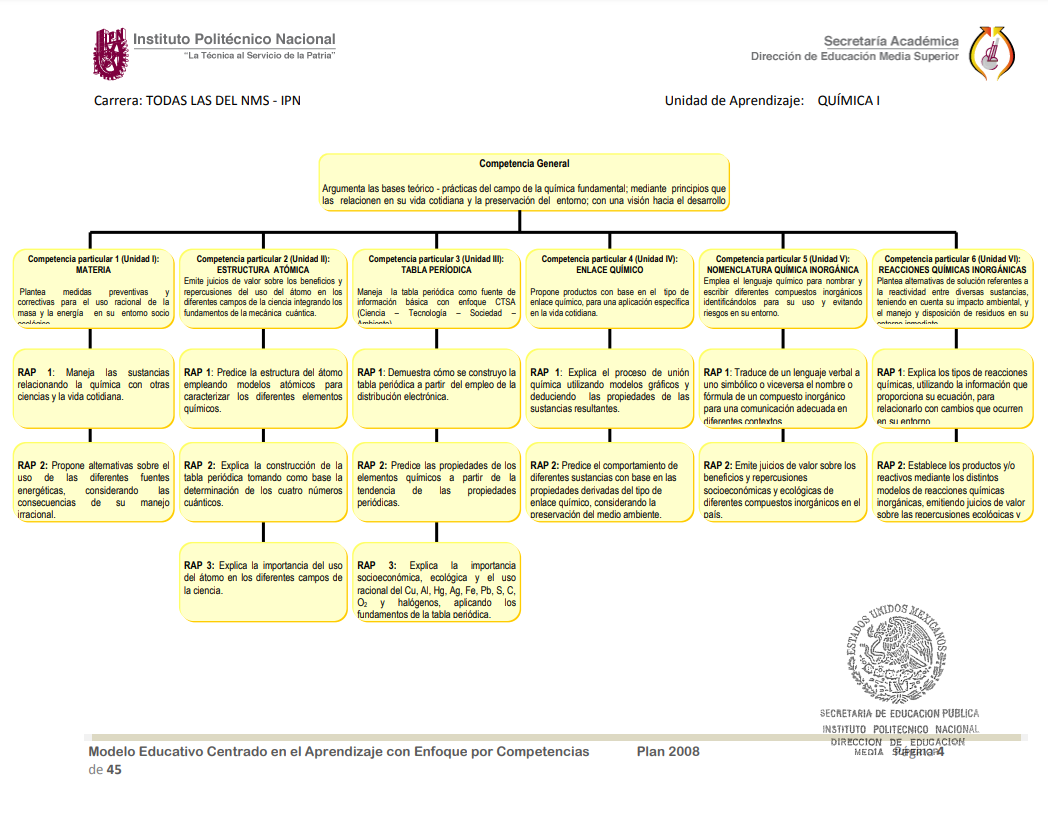 Instituto Politécnico Nacional
"La Técnica al Servicio de la Patria"
Secretaría Académica
Dirección de Educación Media Superior
Carrera: TODAS LAS DEL NMS - IPN
Unidad de Aprendizaje: QUÍMICA I
Competencia General
Argumenta las bases teórico - prácticas del campo de la química fundamental; mediante principios que
las relacionen en su vida cotidiana y la preservación del entorno; con una visión hacia el desarrollo
Competencia particular 1 (Unidad I):
MATERIA
Plantea medidas preventivas y
correctivas para el uso racional de la
masa y la energía en su entorno socio
ecológico.
Competencia particular 2 (Unidad II):
ESTRUCTURA ATÓMICA
Emite juicios de valor sobre los beneficios y
repercusiones del uso del átomo en los
diferentes campos de la ciencia integrando los
fundamentos de la mecánica cuántica.
Competencia particular 3 (Unidad III):
TABLA PERÍODICA
Maneja la tabla periódica como fuente de
información básica con enfoque CTSA
(Ciencia – Tecnología – Sociedad –
Ambiente)
Competencia particular 4 (Unidad IV):
ENLACE QUÍMICO
Propone productos con base en el tipo de
enlace químico, para una aplicación específica
en la vida cotidiana.
Competencia particular 5 (Unidad V):
NOMENCLATURA QUÍMICA INORGÁNICA
Emplea el lenguaje químico para nombrar y
escribir diferentes compuestos inorgánicos
identificándolos para su uso y evitando
riesgos en su entorno.
Competencia particular 6 (Unidad VI):
REACCIONES QUÍMICAS INORGÁNICAS
Plantea alternativas de solución referentes a
la reactividad entre diversas sustancias,
teniendo en cuenta su impacto ambiental, y
el manejo y disposición de residuos en su
entorno inmediato
RAP 1: Maneja las sustancias
relacionando la química con otras
ciencias y la vida cotidiana.
RAP 1: Predice la estructura del átomo
empleando modelos atómicos para
caracterizar los diferentes elementos
químicos.
RAP 1: Demuestra cómo se construyo la
tabla periódica a partir del empleo de la
distribución electrónica.
RAP 1: Explica el proceso de unión
química utilizando modelos gráficos y
deduciendo las propiedades de las
sustancias resultantes.
RAP 1: Traduce de un lenguaje verbal a
uno simbólico o viceversa el nombre o
fórmula de un compuesto inorgánico
para una comunicación adecuada en
diferentes contextos
RAP 1: Explica los tipos de reacciones
químicas, utilizando la información que
proporciona su ecuación, para
relacionarlo con cambios que ocurren
en su entorno
RAP 2: Propone alternativas sobre el
uso de las diferentes fuentes
energéticas, considerando las
consecuencias de su manejo
irracional.
RAP 2: Explica la construcción de la
tabla periódica tomando como base la
determinación de los cuatro números
cuánticos.
RAP 2: Predice las propiedades de los
elementos químicos a partir de la
tendencia de las propiedades
periódicas.
RAP 2: Predice el comportamiento de
diferentes sustancias con base en las
propiedades derivadas del tipo de
enlace químico, considerando la
preservación del medio ambiente.
RAP 2: Emite juicios de valor sobre los
beneficios y repercusiones
socioeconómicas y ecológicas de
diferentes compuestos inorgánicos en el
país.
RAP 2: Establece los productos y/o
reactivos mediante los distintos
modelos de reacciones químicas
inorgánicas, emitiendo juicios de valor
sobre las repercusiones ecológicas y
RAP 3: Explica la importancia del uso
del átomo en los diferentes campos de
la ciencia.
RAP 3: Explica la importancia
socioeconómica, ecológica y el uso
racional del Cu, Al, Hg, Ag, Fe, Pb, S, C,
O₂ y halógenos, aplicando los
fundamentos de la tabla periódica.
ESTADOS UNIDOS MEXICANOS
SECRETARIA DE EDUCACION PUBLICA
INSTITUTO POLITECNICO NACIONAL
DIRECCION DE EDUCACION
MEDIA SUPERIOR
Modelo Educativo Centrado en el Aprendizaje con Enfoque por Competencias Plan 2008 Página 4
de 45